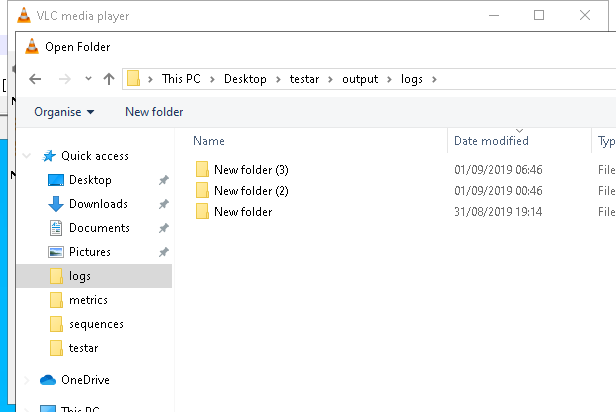 VLC media player
Open Folder
This PC > Desktop > testar > output > logs >
Organise New folder
Name Date modified Typ
New folder (3) 01/09/2019 06:46 File
New folder (2) 01/09/2019 00:46 File
New folder 31/08/2019 19:14 File
Quick access
Desktop
Downloads
Documents
Pictures
logs
metrics
sequences
testar
OneDrive
This PC